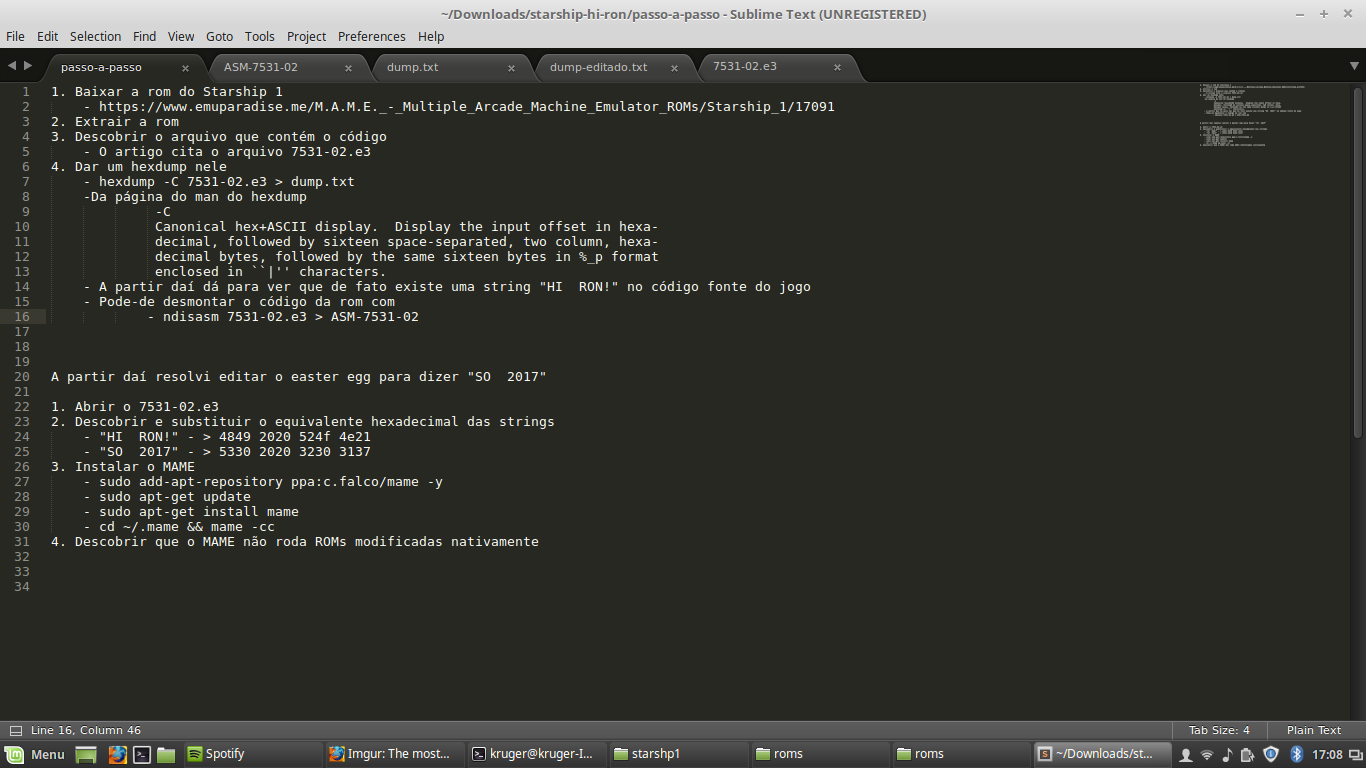 ~/Downloads/starship-hi-ron/passo-a-passo - Sublime Text (UNREGISTERED)
File Edit Selection Find View Goto Tools Project Preferences Help
passo-a-passo ASM-7531-02 dump.txt dump-editado.txt 7531-02.e3
1 1. Baixar a rom do Starship 1
2 - https://www.emuparadise.me/M.A.M.E._-_Multiple_Arcade_Machine_Emulator_ROMs/Starship_1/17091
3 2. Extrair a rom
4 3. Descobrir o arquivo que contém o código
5 - O artigo cita o arquivo 7531-02.e3
6 4. Dar um hexdump nele
7 - hexdump -C 7531-02.e3 > dump.txt
8 -Da página do man do hexdump
9 -C
10 Canonical hex+ASCII display.  Display the input offset in hexa-
11 decimal, followed by sixteen space-separated, two column, hexa-
12 decimal bytes, followed by the same sixteen bytes in %_p format
13 enclosed in ``|'' characters.
14 - A partir daí dá para ver que de fato existe uma string "HI  RON!" no código fonte do jogo
15 - Pode-de desmontar o código da rom com
16 - ndisasm 7531-02.e3 > ASM-7531-02
17
18
19
20 A partir daí resolvi editar o easter egg para dizer "SO  2017"
21
22 1. Abrir o 7531-02.e3
23 2. Descobrir e substituir o equivalente hexadecimal das strings
24 - "HI  RON!" - > 4849 2020 524f 4e21
25 - "SO  2017" - > 5330 2020 3230 3137
26 3. Instalar o MAME
27 - sudo add-apt-repository ppa:c.falco/mame -y
28 - sudo apt-get update
29 - sudo apt-get install mame
30 - cd ~/.mame && mame -cc
31 4. Descobrir que o MAME não roda ROMs modificadas nativamente
32
33
34
Line 16, Column 46 Tab Size: 4 Plain Text
Menu Spotify Imgur: The most... kruger@kruger-I... starshp1 roms roms ~/Downloads/st... 17:08